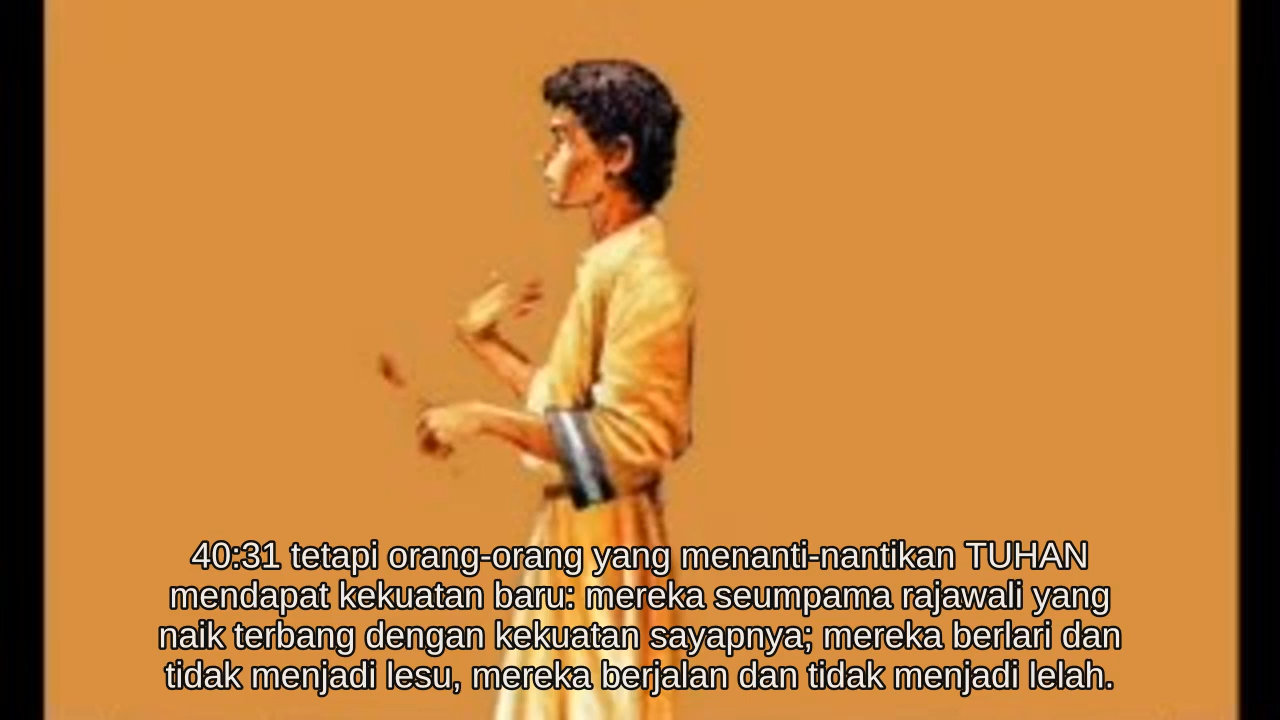 40:31 tetapi orang-orang yang menanti-nantikan TUHAN
mendapat kekuatan baru: mereka seumpama rajawali yang
naik terbang dengan kekuatan sayapnya; mereka berlari dan
tidak menjadi lesu, mereka berjalan dan tidak menjadi lelah.